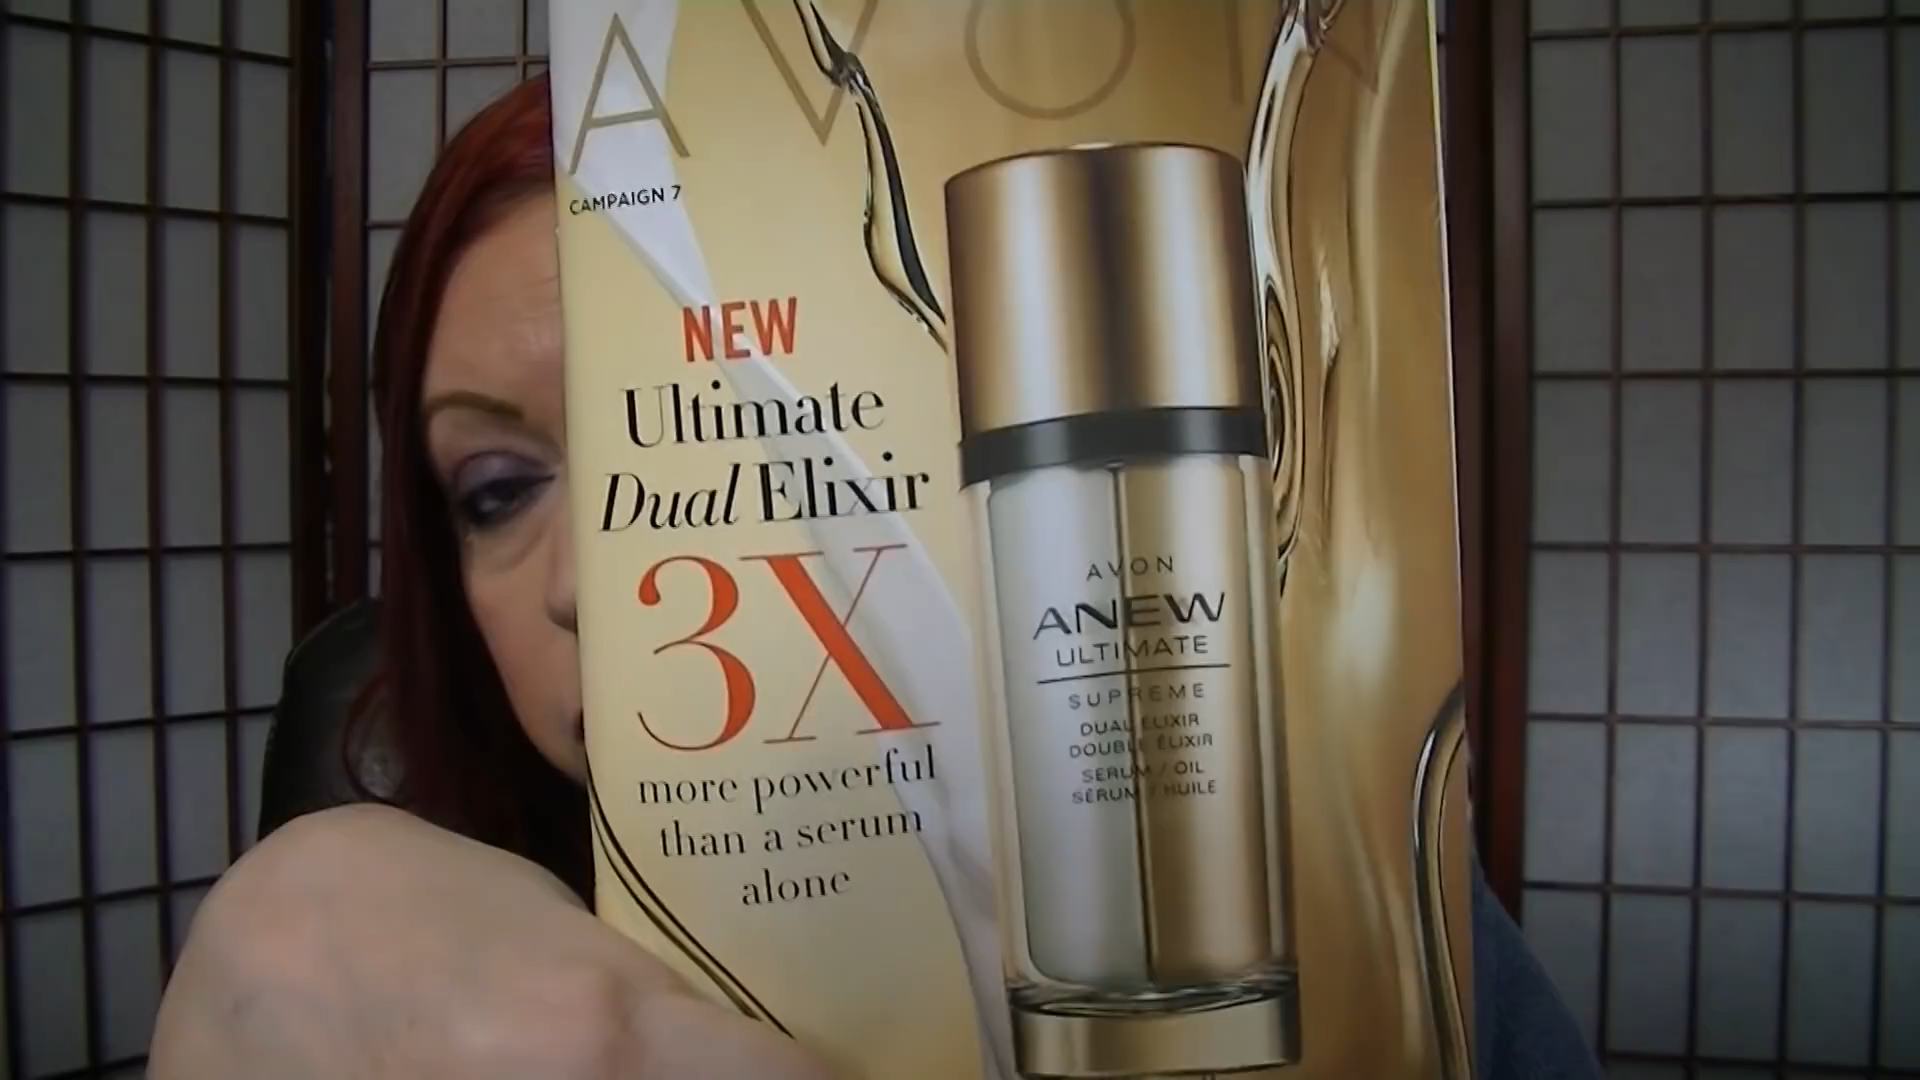 AVON
CAMPAIGN 7
NEW
Ultimate
Dual Elixir
3X
more powerful
than a serum
alone
AVON
ANEW
ULTIMATE
SUPREME
DUAL ELIXIR
DOUBLE ÉLIXIR
SERUM / OIL
SÉRUM / HUILE